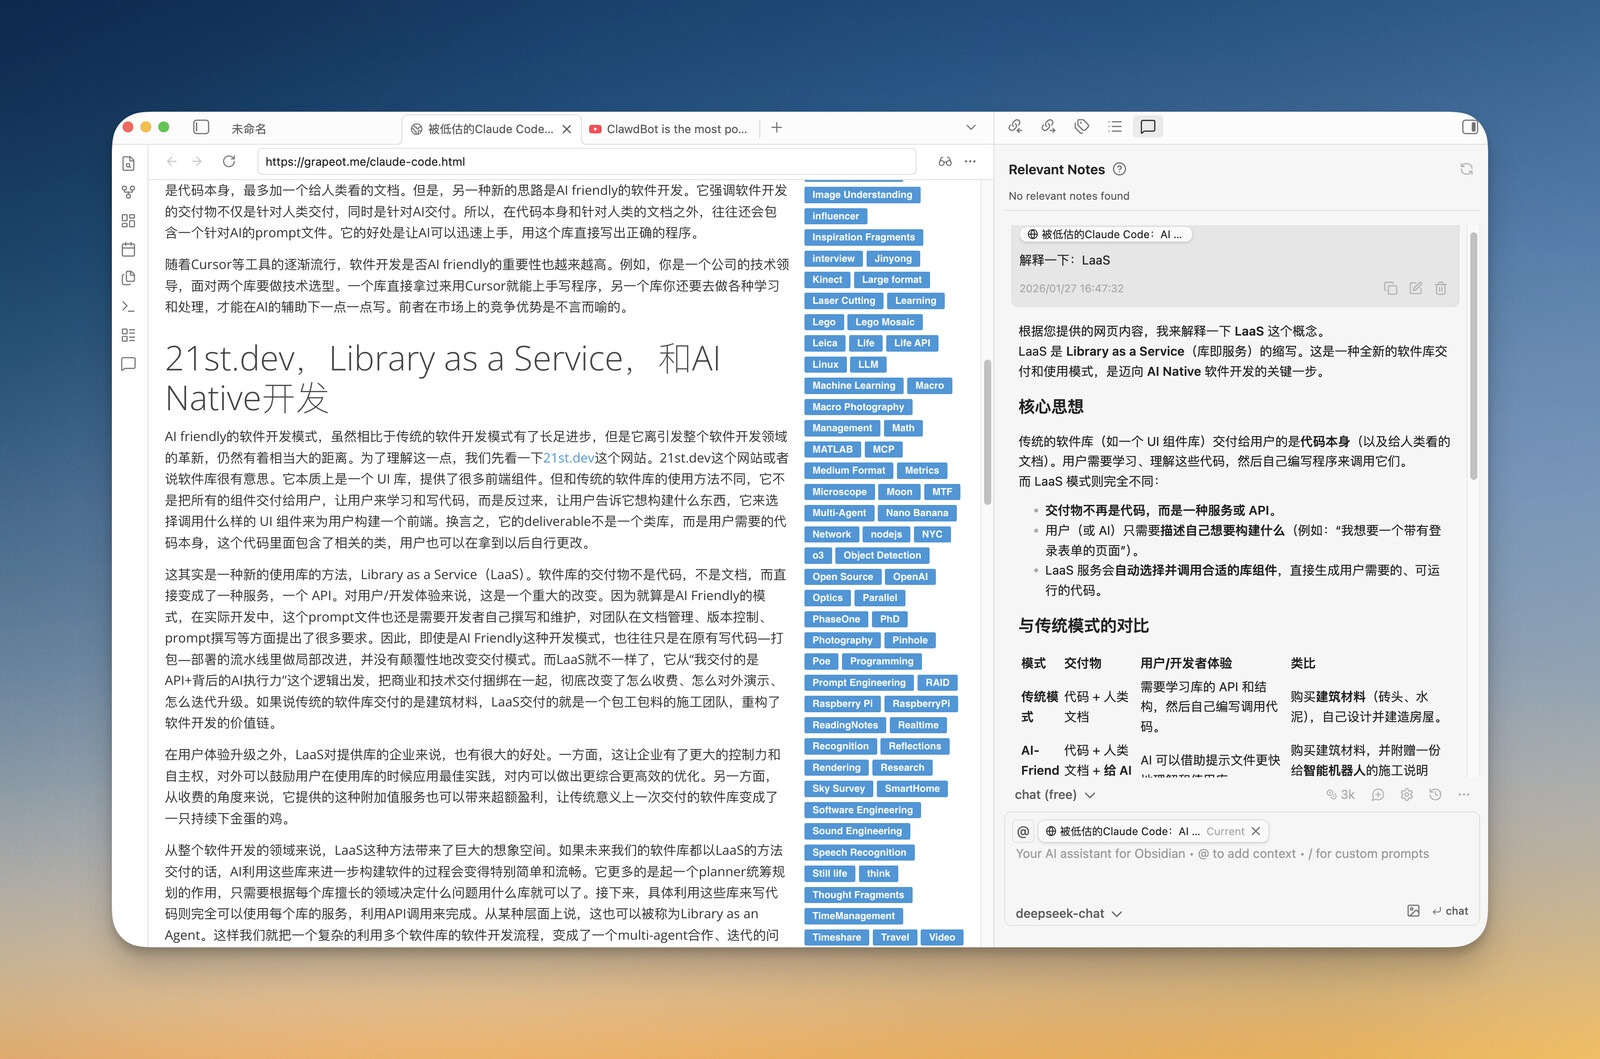 未命名
被低估的Claude Code...
ClawdBot is the most po...
https://grapeot.me/claude-code.html
是代码本身，最多加一个给人类看的文档。但是，另一种新的思路是AI friendly的软件开发。它强调软件开发
的交付物不仅是针对人类交付，同时是针对AI交付。所以，在代码本身和针对人类的文档之外，往往还会包
含一个针对AI的prompt文件。它的好处是让AI可以迅速上手，用这个库直接写出正确的程序。
随着Cursor等工具的逐渐流行，软件开发是否AI friendly的重要性也越来越高。例如，你是一个公司的技术领
导，面对两个库要做技术选型。一个库直接拿过来用Cursor就能上手写程序，另一个库你还要去做各种学习
和处理，才能在AI的辅助下一点一点写。前者在市场上的竞争优势是不言而喻的。
21st.dev，Library as a Service，和AI
Native开发
AI friendly的软件开发模式，虽然相比于传统的软件开发模式有了长足进步，但是它离引发整个软件开发领域
的革新，仍然有着相当大的距离。为了理解这一点，我们先看一下21st.dev这个网站。21st.dev这个网站或者
说软件库很有意思。它本质上是一个 UI 库，提供了很多前端组件。但和传统的软件库的使用方法不同，它不
是把所有的组件交付给用户，让用户来学习和写代码，而是反过来，让用户告诉它想构建什么东西，它来选
择调用什么样的 UI 组件来为用户构建一个前端。换言之，它的deliverable不是一个类库，而是用户需要的代
码本身，这个代码里面包含了相关的类，用户也可以在拿到以后自行更改。
这其实是一种新的使用库的方法，Library as a Service（LaaS）。软件库的交付物不是代码，不是文档，而直
接变成了一种服务，一个 API。对用户/开发体验来说，这是一个重大的改变。因为就算是AI Friendly的模
式，在实际开发中，这个prompt文件也还是需要开发者自己撰写和维护，对团队在文档管理、版本控制、
prompt撰写等方面提出了很多要求。因此，即使是AI Friendly这种开发模式，也往往只是在原有写代码—打
包—部署的流水线里做局部改进，并没有颠覆性地改变交付模式。而LaaS就不一样了，它从“我交付的是
API+背后的AI执行力”这个逻辑出发，把商业和技术交付捆绑在一起，彻底改变了怎么收费、怎么对外演示、
怎么迭代升级。如果说传统的软件库交付的是建筑材料，LaaS交付的就是一个包工包料的施工团队，重构了
软件开发的价值链。
在用户体验升级之外，LaaS对提供库的企业来说，也有很大的好处。一方面，这让企业有了更大的控制力和
自主权，对外可以鼓励用户在使用库的时候应用最佳实践，对内可以做出更综合更高效的优化。另一方面，
从收费的角度来说，它提供的这种附加值服务也可以带来超额盈利，让传统意义上一次交付的软件库变成了
一只持续下金蛋的鸡。
从整个软件开发的领域来说，LaaS这种方法带来了巨大的想象空间。如果未来我们的软件库都以LaaS的方法
交付的话，AI利用这些库来进一步构建软件的过程会变得特别简单和流畅。它更多的是起一个planner统筹规
划的作用，只需要根据每个库擅长的领域决定什么问题用什么库就可以了。接下来，具体利用这些库来写代
码则完全可以使用每个库的服务，利用API调用来完成。从某种层面上说，这也可以被称为Library as an
Agent。这样我们就把一个复杂的利用多个软件库的软件开发流程，变成了一个multi-agent合作、迭代的问
Image Understanding
influencer
Inspiration Fragments
interview Jinyong
Kinect Large format
Laser Cutting Learning
Lego Lego Mosaic
Leica Life Life API
Linux LLM
Machine Learning Macro
Macro Photography
Management Math
MATLAB MCP
Medium Format Metrics
Microscope Moon MTF
Multi-Agent Nano Banana
Network nodejs NYC
o3 Object Detection
Open Source OpenAI
Optics Parallel
PhaseOne PhD
Photography Pinhole
Poe Programming
Prompt Engineering RAID
Raspberry Pi RaspberryPi
ReadingNotes Realtime
Recognition Reflections
Rendering Research
Sky Survey SmartHome
Software Engineering
Sound Engineering
Speech Recognition
Still life think
Thought Fragments
TimeManagement
Timeshare Travel Video
Relevant Notes
No relevant notes found
被低估的Claude Code：AI ...
解释一下：LaaS
2026/01/27 16:47:32
根据您提供的网页内容，我来解释一下 LaaS 这个概念。
LaaS 是 Library as a Service（库即服务）的缩写。这是一种全新的软件库交
付和使用模式，是迈向 AI Native 软件开发的关键一步。
核心思想
传统的软件库（如一个 UI 组件库）交付给用户的是代码本身（以及给人类看的
文档）。用户需要学习、理解这些代码，然后自己编写程序来调用它们。
而 LaaS 模式则完全不同：
• 交付物不再是代码，而是一种服务或 API。
• 用户（或 AI）只需要描述自己想要构建什么（例如：“我想要一个带有登
录表单的页面”）。
• LaaS 服务会自动选择并调用合适的库组件，直接生成用户需要的、可运
行的代码。
与传统模式的对比
模式 交付物 用户/开发者体验 类比
传统模式 代码 + 人类文档 需要学习库的 API 和结构，然后自己编写调用代码。 购买建筑材料（砖头、水泥），自己设计并建造房屋。
AI-Friend 代码 + 人类文档 + 给 AI AI 可以借助提示文件更快 购买建筑材料，并附赠一份给智能机器人的施工说明
chat (free)
3k
被低估的Claude Code：AI ... Current
Your AI assistant for Obsidian • @ to add context • / for custom prompts
deepseek-chat
chat